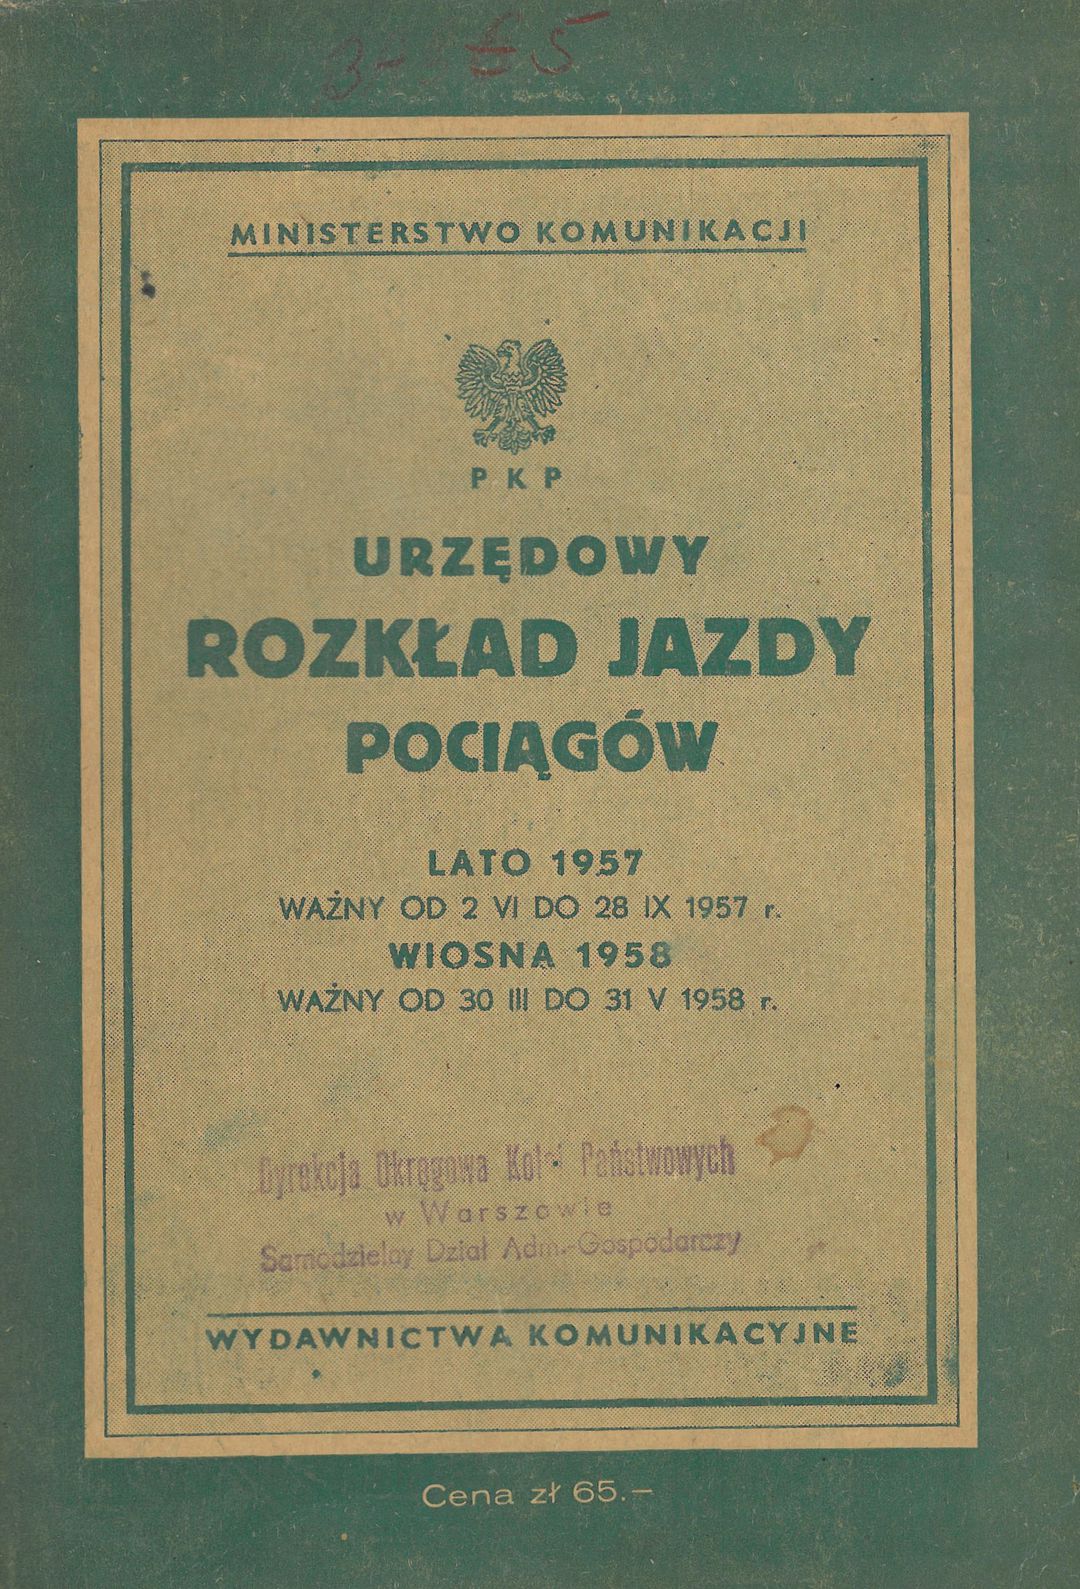 MINISTERSTWO KOMUNIKACJI
PKP
URZĘDOWY
ROZKŁAD JAZDY
POCIĄGÓW
LATO 1957
WAŻNY OD 2 VI DO 28 IX 1957 r.
WIOSNA 1958
WAŻNY OD 30 III DO 31 V 1958 r.
Dyrekcja Okręgowa Kolei Państwowych
w Warszawie
Samodzielny Dział Adm.-Gospodarczy
WYDAWNICTWA KOMUNIKACYJNE
Cena zł 65.—